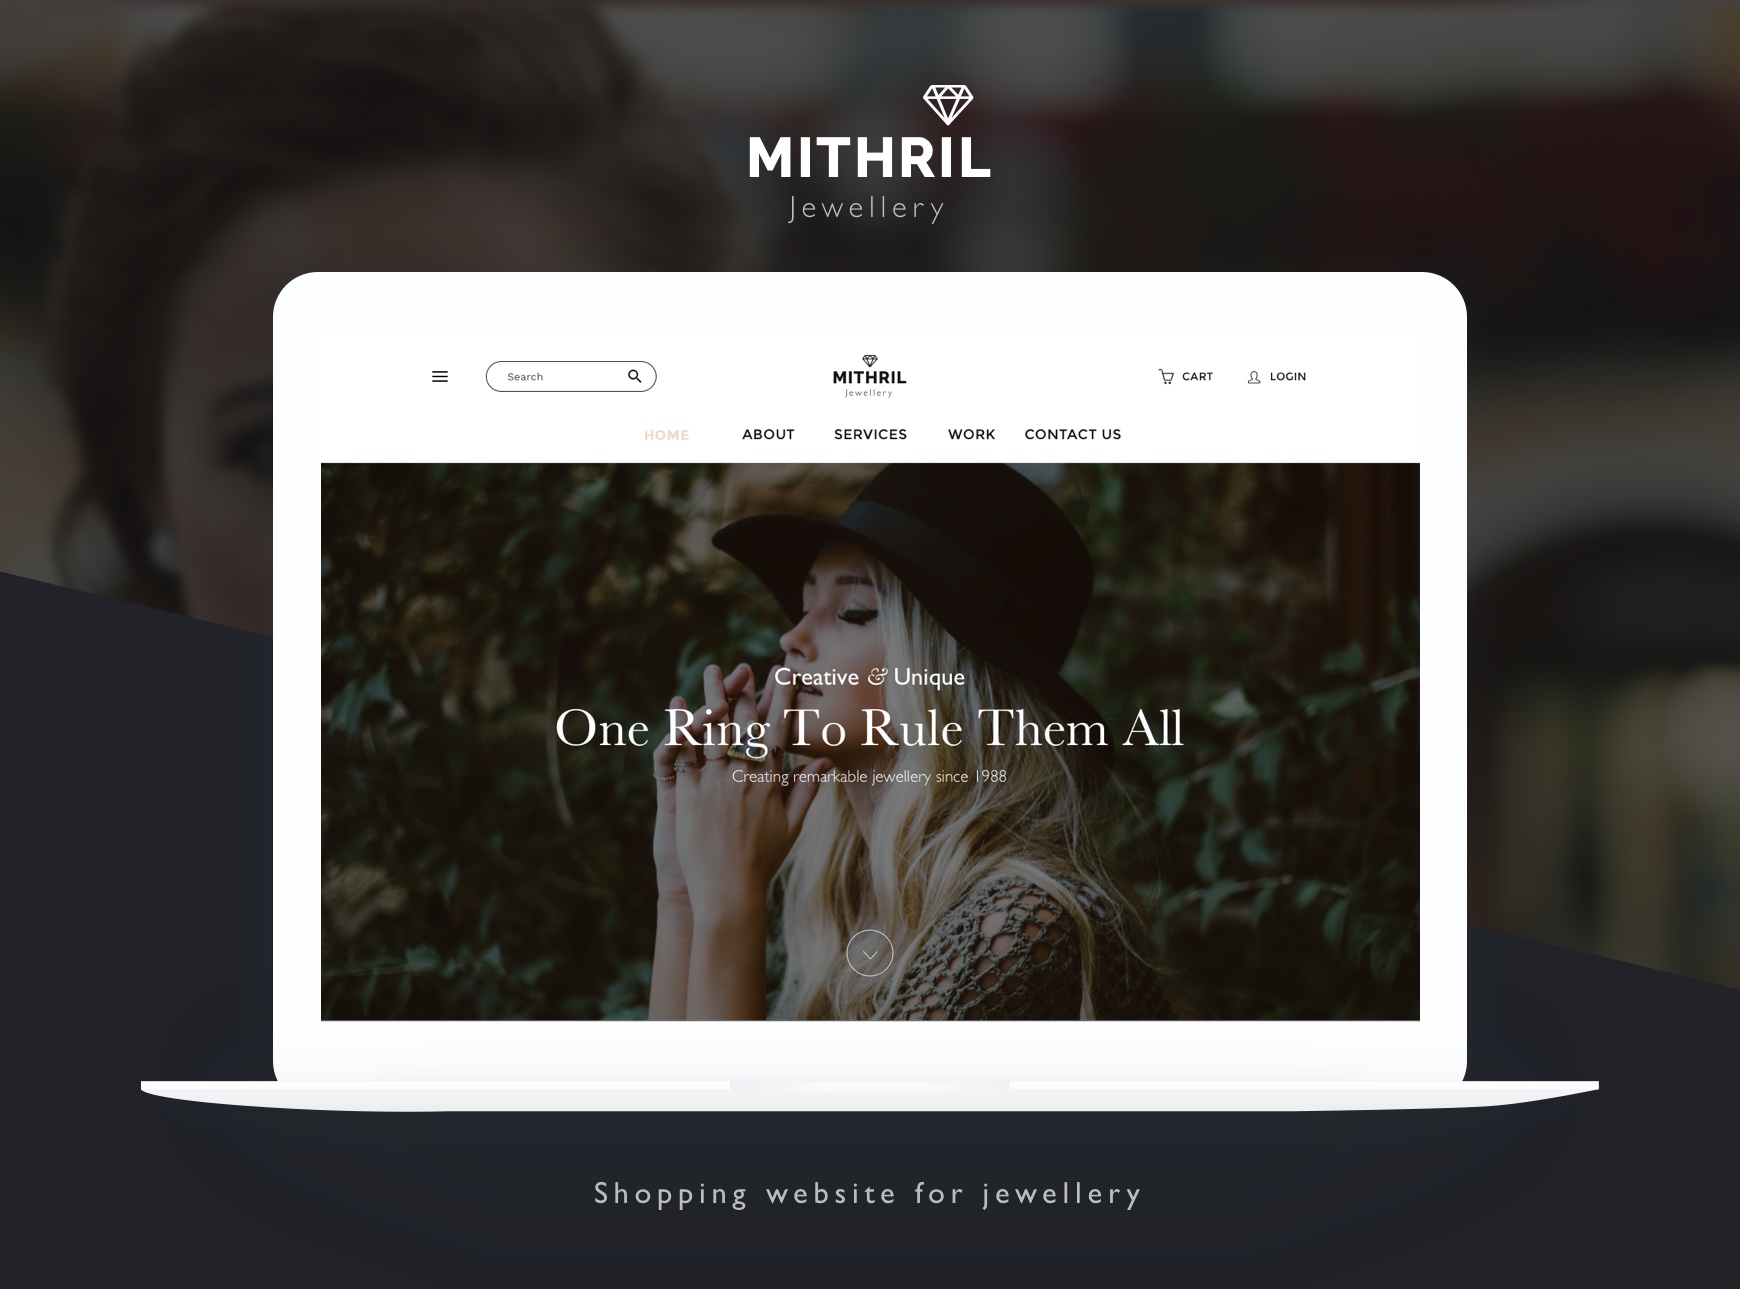 MITHRIL
Jewellery
Search
MITHRIL
Jewellery
CART
LOGIN
HOME
ABOUT
SERVICES
WORK
CONTACT US
Creative & Unique
One Ring To Rule Them All
Creating remarkable jewellery since 1988
Shopping website for jewellery